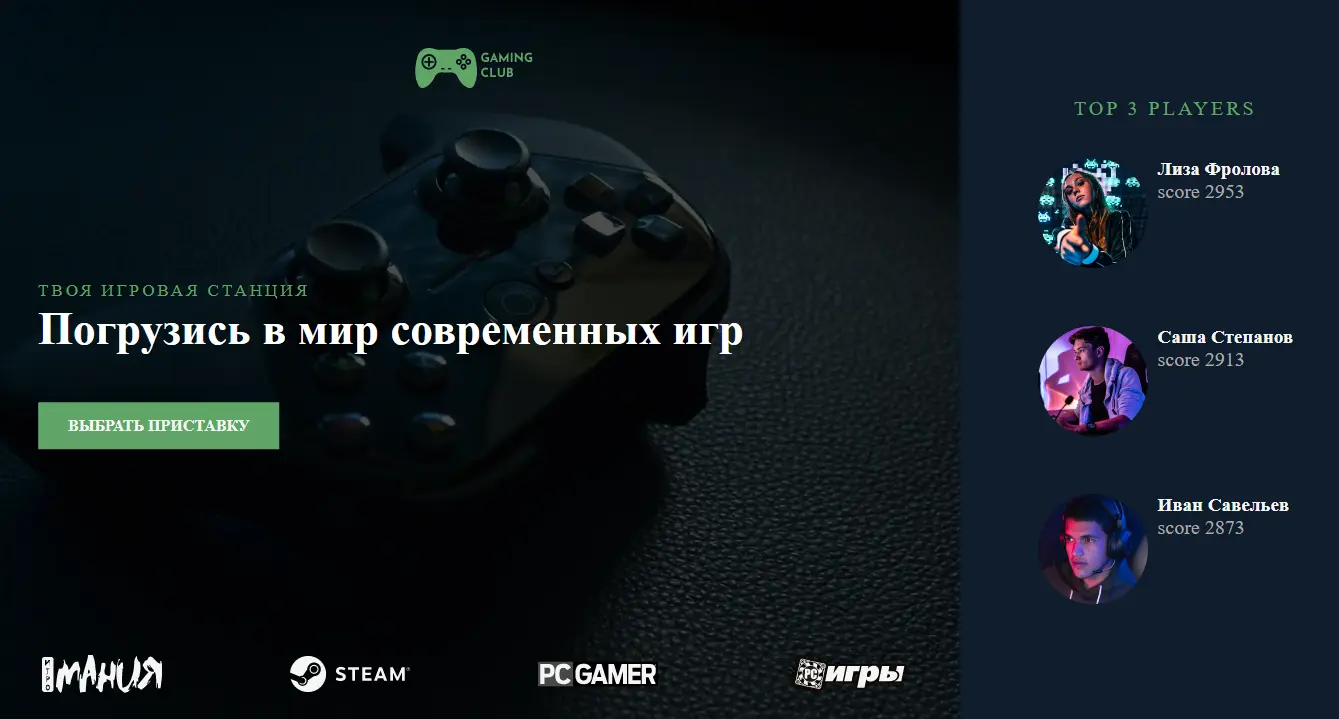 GAMING
CLUB
ТВОЯ ИГРОВАЯ СТАНЦИЯ
Погрузись в мир современных игр
ВЫБРАТЬ ПРИСТАВКУ
ИГРО
МАНИЯ
STEAM®
PC GAMER
PC ИГРЫ
TOP 3 PLAYERS
Лиза Фролова
score 2953
Саша Степанов
score 2913
Иван Савельев
score 2873